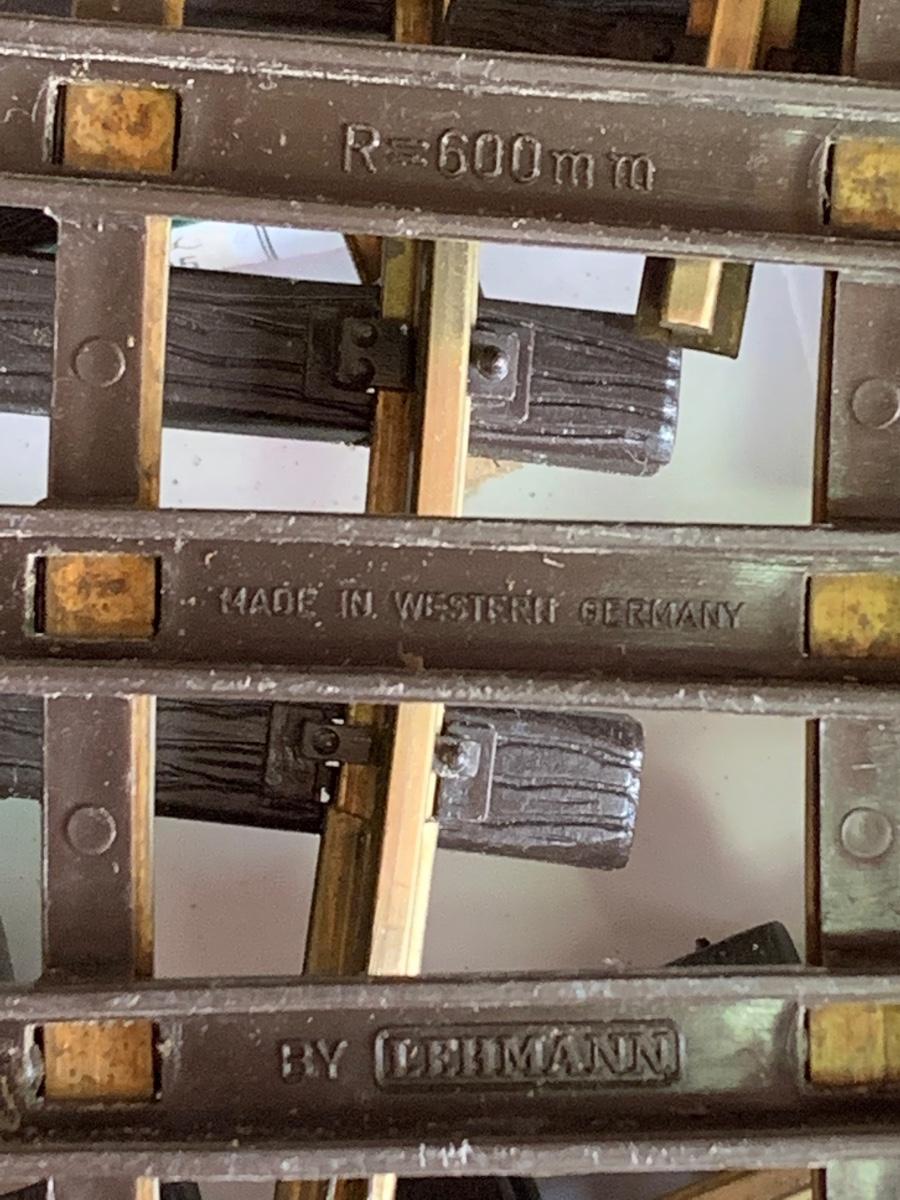 R=600mm
MADE IN WESTERN GERMANY
BY LEHMANN